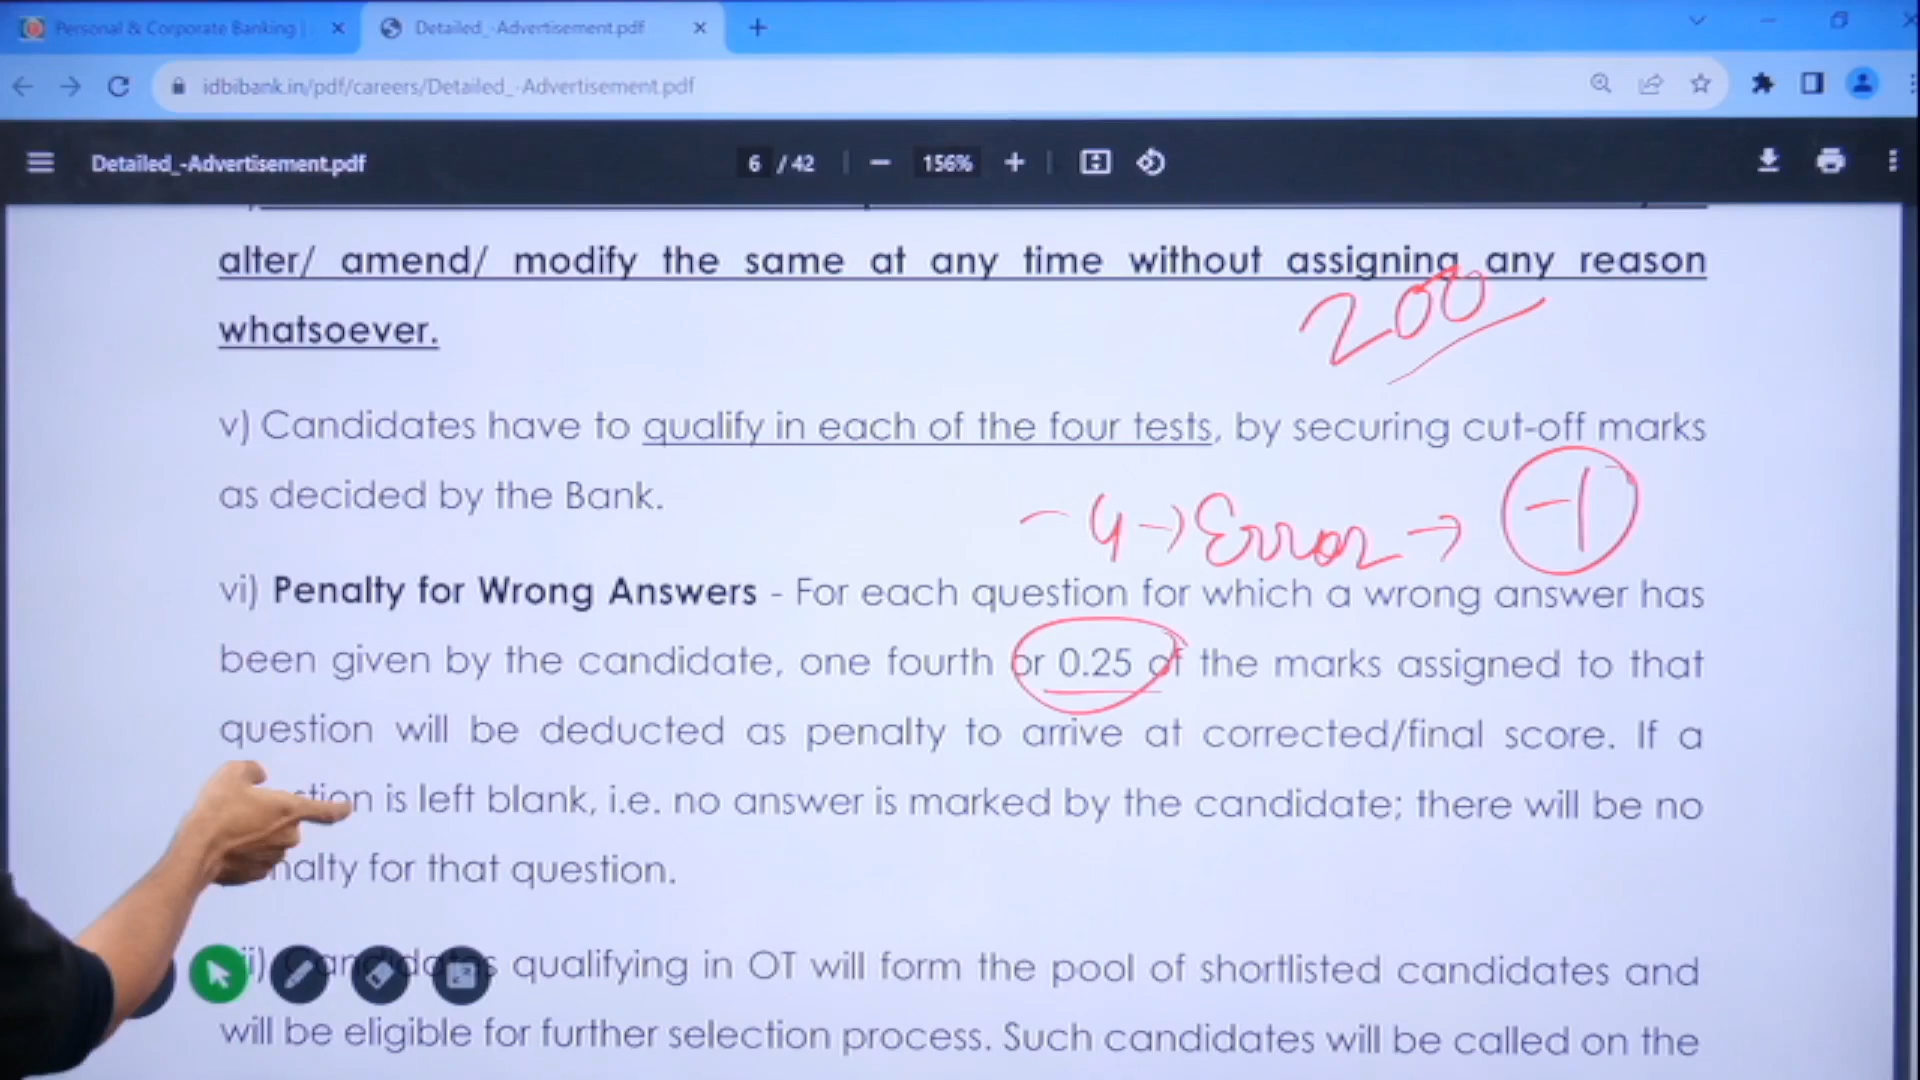 Personal & Corporate Banking |
Detailed_-Advertisement.pdf
idbibank.in/pdf/careers/Detailed_-Advertisement.pdf
Detailed_-Advertisement.pdf
6 / 42
156%
alter/ amend/ modify the same at any time without assigning any reason
whatsoever.
200
v) Candidates have to qualify in each of the four tests, by securing cut-off marks
as decided by the Bank.
- 4 → Error → -1
vi) Penalty for Wrong Answers - For each question for which a wrong answer has
been given by the candidate, one fourth or 0.25 of the marks assigned to that
question will be deducted as penalty to arrive at corrected/final score. If a
is left blank, i.e. no answer is marked by the candidate; there will be no
for that question.
Candidates qualifying in OT will form the pool of shortlisted candidates and
will be eligible for further selection process. Such candidates will be called on the